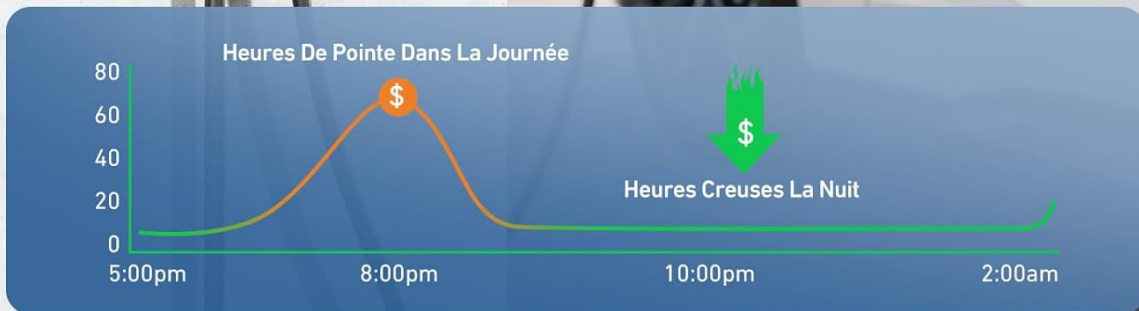 Heures De Pointe Dans La Journée
80
60
40
20
0
$
$
Heures Creuses La Nuit
5:00pm 8:00pm 10:00pm 2:00am